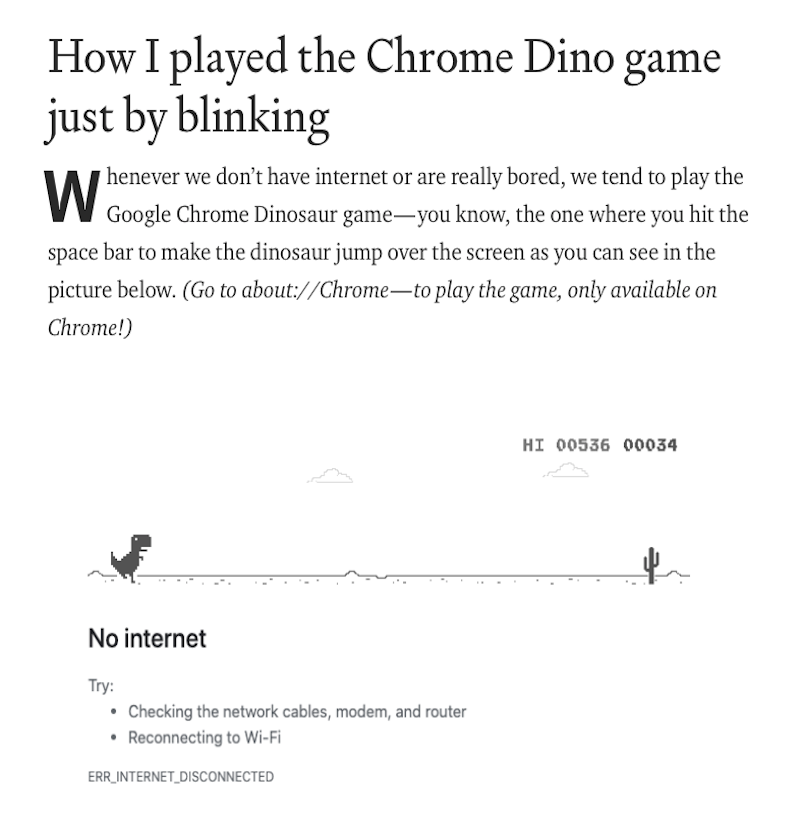 How I played the Chrome Dino game
just by blinking
Whenever we don’t have internet or are really bored, we tend to play the
Google Chrome Dinosaur game—you know, the one where you hit the
space bar to make the dinosaur jump over the screen as you can see in the
picture below. (Go to about://Chrome—to play the game, only available on
Chrome!)
HI 00536 00034
No internet
Try:
• Checking the network cables, modem, and router
• Reconnecting to Wi-Fi
ERR_INTERNET_DISCONNECTED